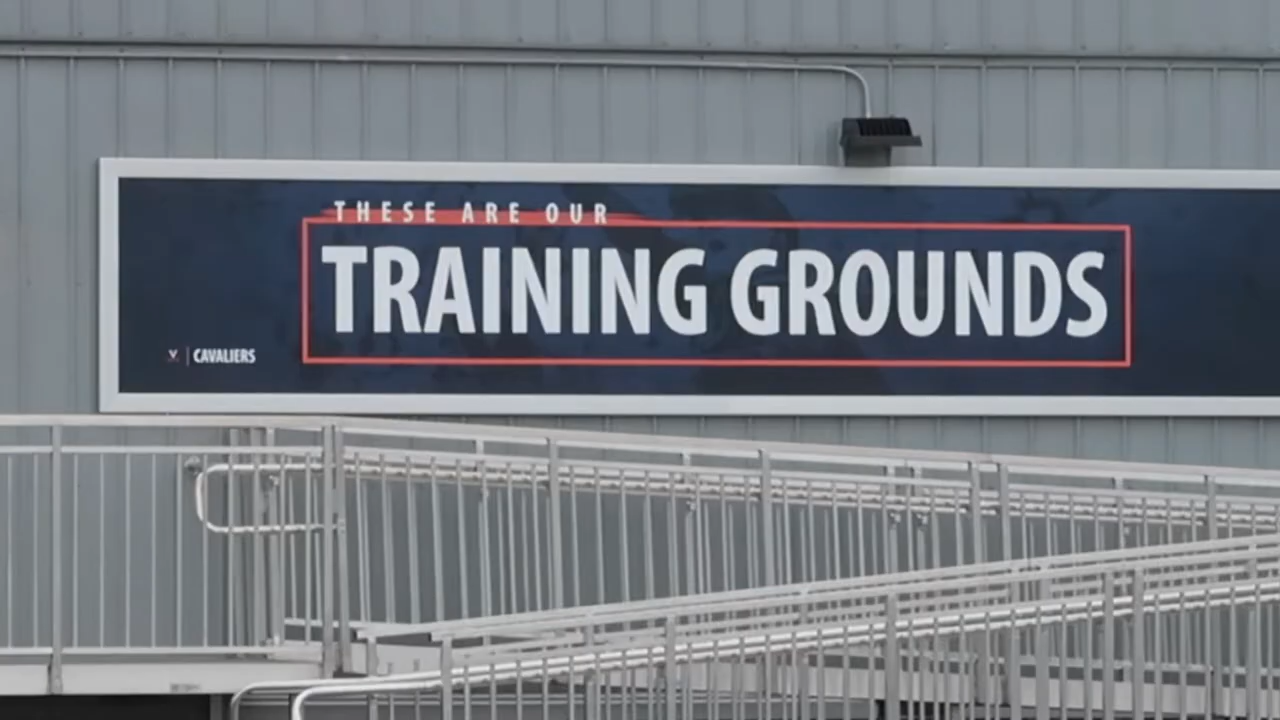 THESE ARE OUR
TRAINING GROUNDS
V | CAVALIERS